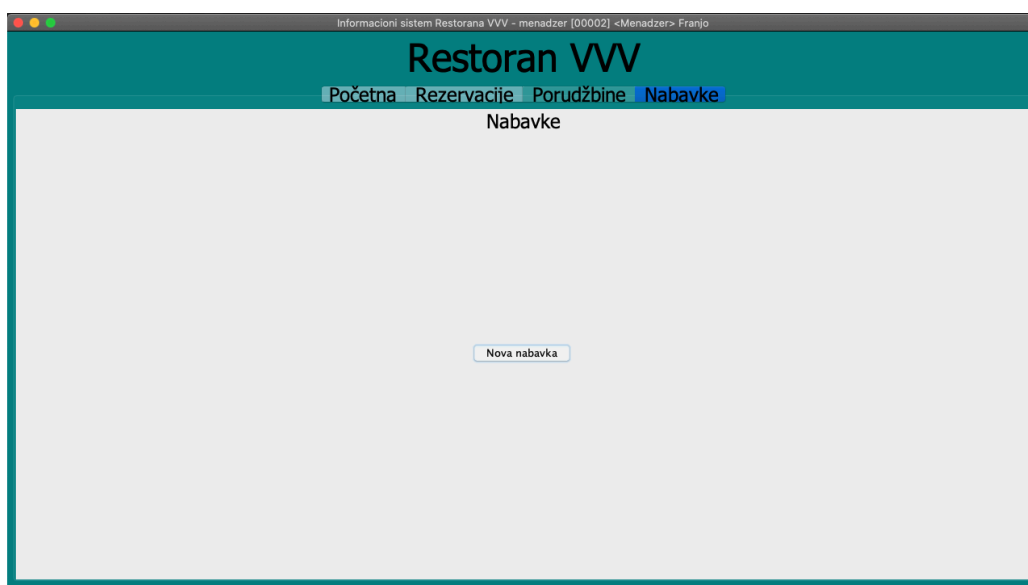 Informacioni sistem Restorana VVV - menadzer [00002] <Menadzer> Franjo
Restoran VVV
Početna Rezervacije Porudžbine Nabavke
Nabavke
Nova nabavka